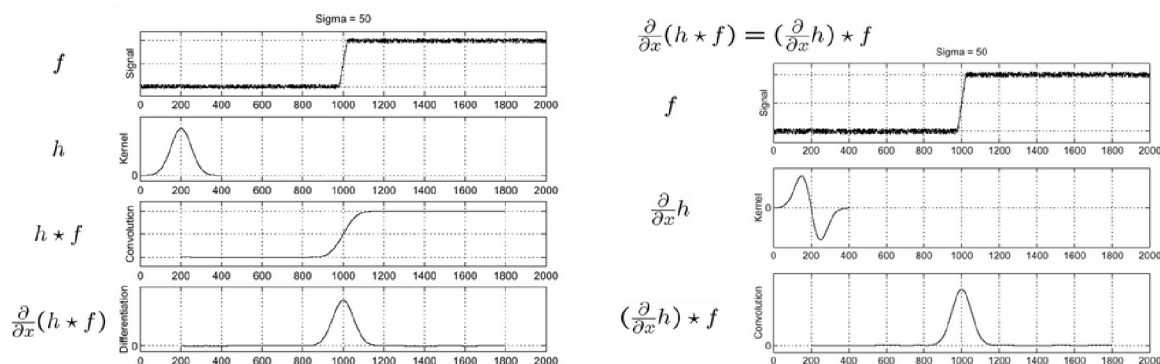 Sigma = 50
f
Signal
0 200 400 600 800 1000 1200 1400 1600 1800 2000
h
Kernel
0
0 200 400 600 800 1000 1200 1400 1600 1800 2000
h ⋆ f
Convolution
0 200 400 600 800 1000 1200 1400 1600 1800 2000
∂/∂x (h ⋆ f)
Differentiation
0
0 200 400 600 800 1000 1200 1400 1600 1800 2000
∂/∂x (h ⋆ f) = (∂/∂x h) ⋆ f
Sigma = 50
f
Signal
0 200 400 600 800 1000 1200 1400 1600 1800 2000
∂/∂x h
Kernel
0
0 200 400 600 800 1000 1200 1400 1600 1800 2000
(∂/∂x h) ⋆ f
Convolution
0
0 200 400 600 800 1000 1200 1400 1600 1800 2000